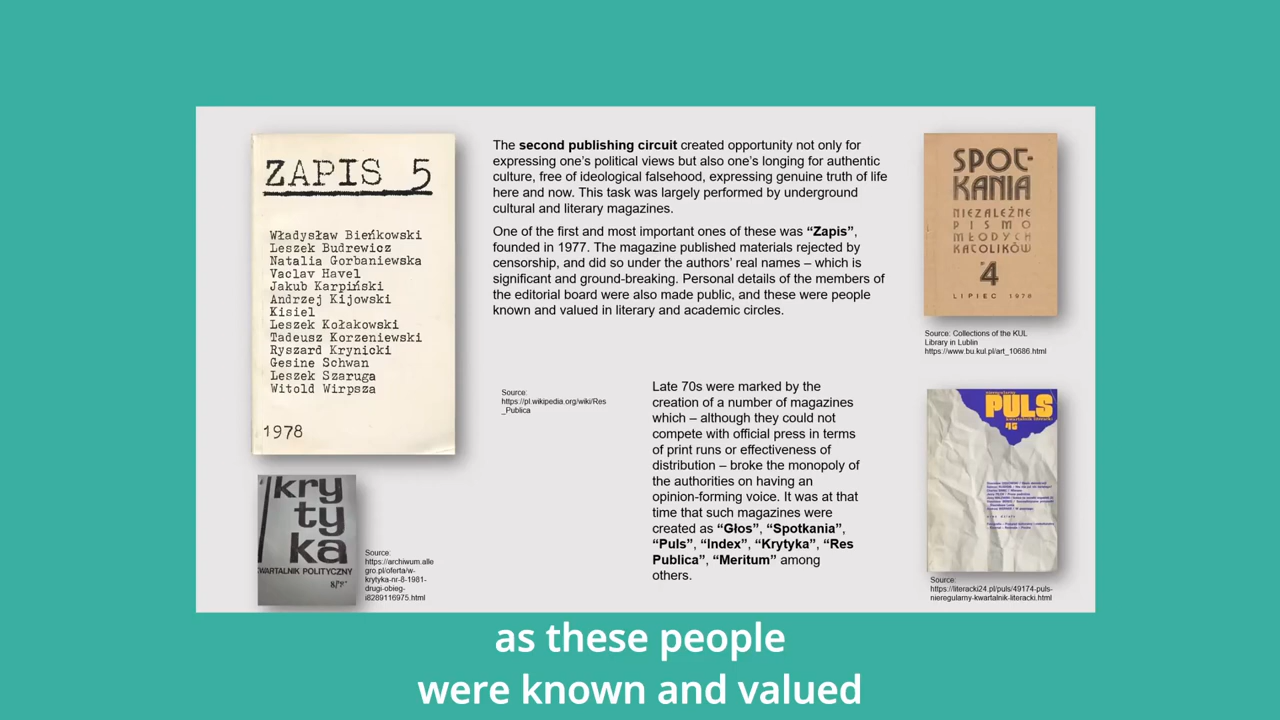 ZAPIS 5
Władysław Bieńkowski
Leszek Budrewicz
Natalia Gorbaniewska
Vaclav Havel
Jakub Karpiński
Andrzej Kijowski
Kisiel
Leszek Kołakowski
Tadeusz Korzeniewski
Ryszard Krynicki
Gesine Schwan
Leszek Szaruga
Witold Wirpsza
1978
The second publishing circuit created opportunity not only for
expressing one's political views but also one's longing for authentic
culture, free of ideological falsehood, expressing genuine truth of life
here and now. This task was largely performed by underground
cultural and literary magazines.
One of the first and most important ones of these was “Zapis”,
founded in 1977. The magazine published materials rejected by
censorship, and did so under the authors’ real names – which is
significant and ground-breaking. Personal details of the members of
the editorial board were also made public, and these were people
known and valued in literary and academic circles.
SPOT-
KANIA
NIEZALEŻNE
PISMO
MŁODYCH
KATOLIKÓW
4
LIPIEC 1978
Source: Collections of the KUL
Library in Lublin
https://www.bu.kul.pl/art_10686.html
Source:
https://pl.wikipedia.org/wiki/Res
_Publica
Late 70s were marked by the
creation of a number of magazines
which – although they could not
compete with official press in terms
of print runs or effectiveness of
distribution – broke the monopoly of
the authorities on having an
opinion-forming voice. It was at that
time that such magazines were
created as “Głos”, “Spotkania”,
“Puls”, “Index”, “Krytyka”, “Res
Publica”, “Meritum” among
others.
kry
ty
ka
KWARTALNIK POLITYCZNY
Source:
https://archiwum.alle
gro.pl/oferta/w-
krytyka-nr-8-1981-
drugi-obieg-
i8289116975.html
PULS
Source:
https://literacki24.pl/puls/49174-puls-
nieregularny-kwartalnik-literacki.html
as these people
were known and valued